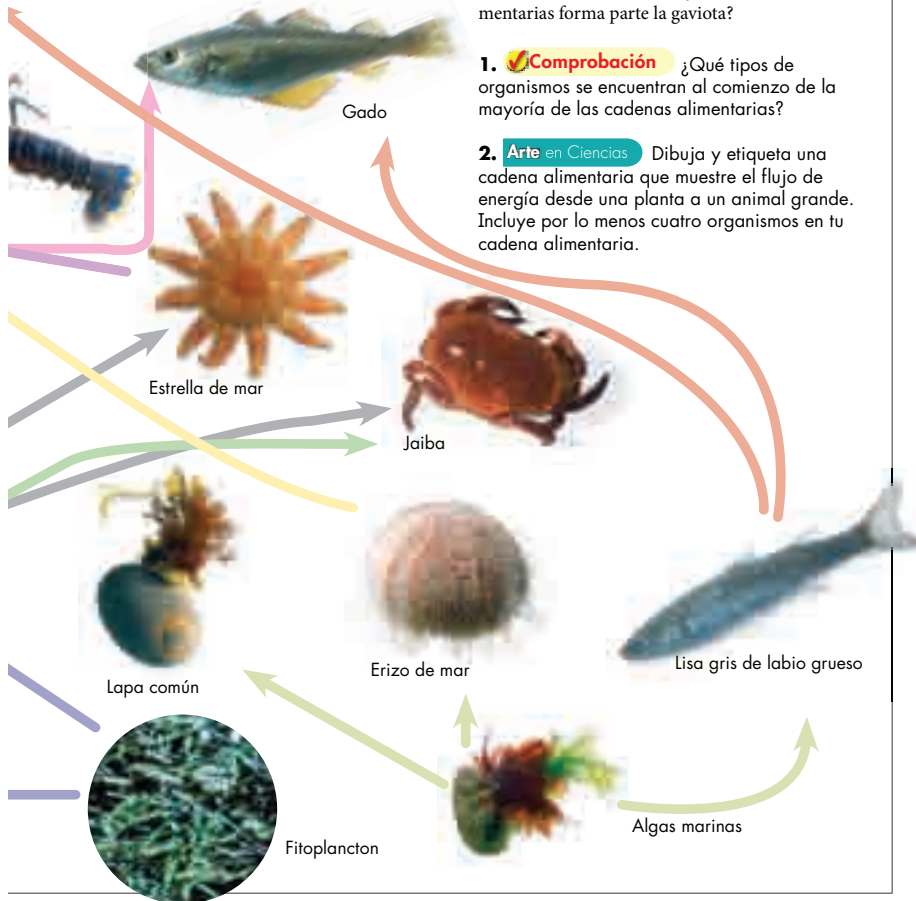 mentarias forma parte la gaviota?
1. Comprobación ¿Qué tipos de
organismos se encuentran al comienzo de la
mayoría de las cadenas alimentarias?
2. Arte en Ciencias Dibuja y etiqueta una
cadena alimentaria que muestre el flujo de
energía desde una planta a un animal grande.
Incluye por lo menos cuatro organismos en tu
cadena alimentaria.
Gado
Estrella de mar
Jaiba
Lapa común
Erizo de mar
Lisa gris de labio grueso
Fitoplancton
Algas marinas